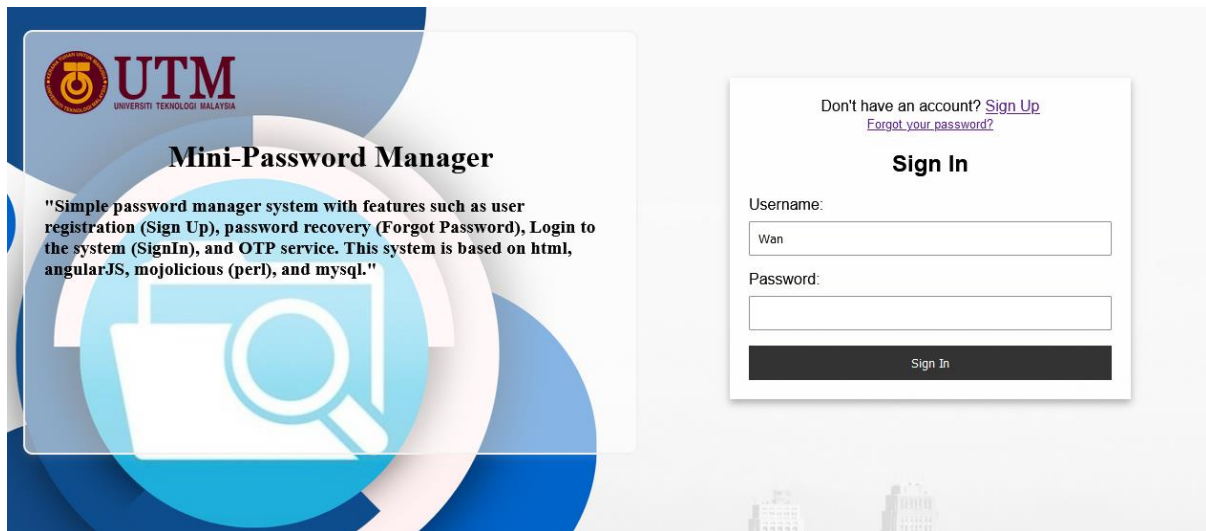 UTM
UNIVERSITI TEKNOLOGI MALAYSIA
Mini-Password Manager
"Simple password manager system with features such as user
registration (Sign Up), password recovery (Forgot Password), Login to
the system (SignIn), and OTP service. This system is based on html,
angularJS, mojolicious (perl), and mysql."
Don't have an account? Sign Up
Forgot your password?
Sign In
Username:
Wan
Password:
Sign In